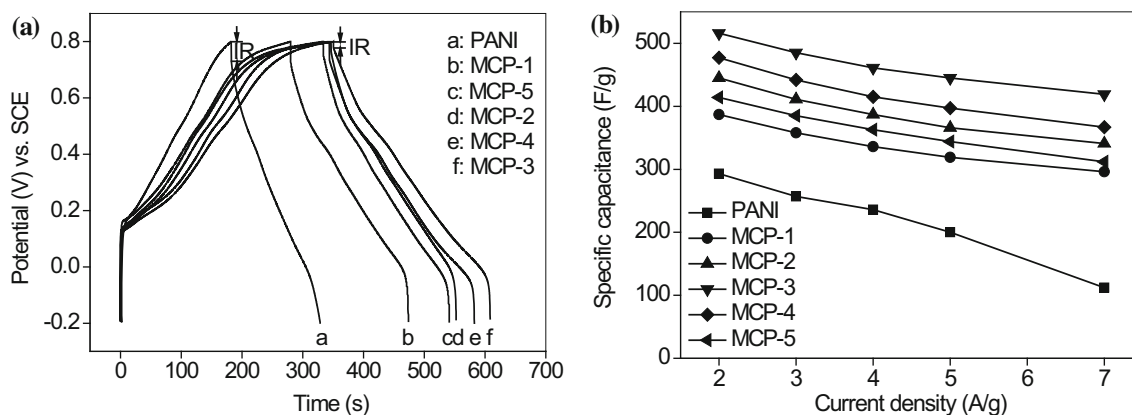 (a)
Potential (V) vs. SCE
0.8
0.6
0.4
0.2
0.0
-0.2
IR
IR
a: PANI
b: MCP-1
c: MCP-5
d: MCP-2
e: MCP-4
f: MCP-3
a
b
c
d
e
f
0 100 200 300 400 500 600 700
Time (s)
(b)
Specific capacitance (F/g)
500
400
300
200
100
0
PANI
MCP-1
MCP-2
MCP-3
MCP-4
MCP-5
2 3 4 5 6 7
Current density (A/g)